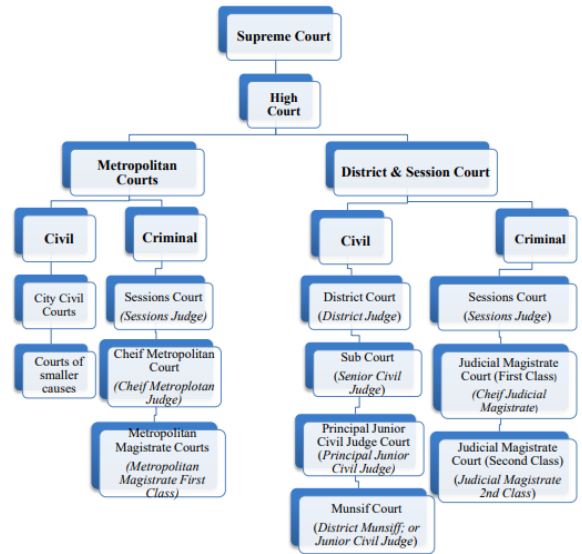 Supreme Court
High
Court
Metropolitan
Courts
District & Session Court
Civil
Criminal
Civil
Criminal
City Civil
Courts
Sessions Court
(Sessions Judge)
District Court
(District Judge)
Sessions Court
(Sessions Judge)
Courts of
smaller
causes
Cheif Metropolitan
Court
(Cheif Metroplotan
Judge)
Sub Court
(Senior Civil
Judge)
Judicial Magistrate
Court (First Class)
(Cheif Judicial
Magistrate)
Metropolitan
Magistrate Courts
(Metropolitan
Magistrate First
Class)
Principal Junior
Civil Judge Court
(Principal Junior
Civil Judge)
Judicial Magistrate
Court (Second Class)
(Judicial Magistrate
2nd Class)
Munsif Court
(District Munsiff; or
Junior Civil Judge)